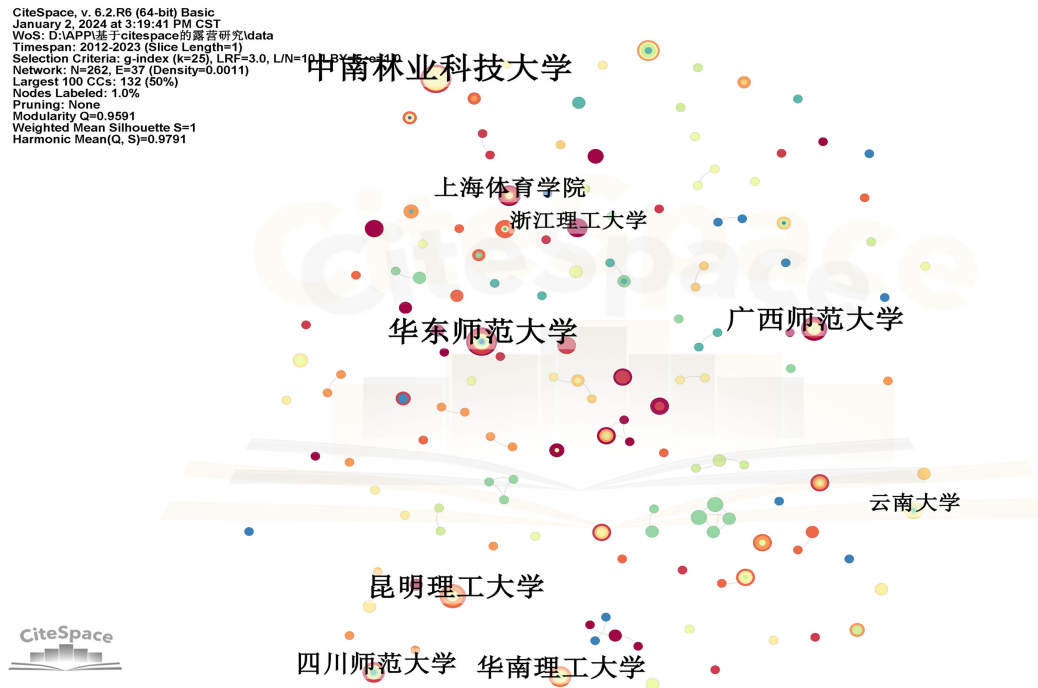 CiteSpace, v. 6.2.R6 (64-bit) Basic
January 2, 2024 at 3:19:41 PM CST
WoS: D:\APP\基于citespace的露营研究\data
Timespan: 2012-2023 (Slice Length=1)
Selection Criteria: g-index (k=25), LRF=3.0, L/N=10,
Network: N=262, E=37 (Density=0.0011)
Largest 100 CCs: 132 (50%)
Nodes Labeled: 1.0%
Pruning: None
Modularity Q=0.9591
Weighted Mean Silhouette S=1
Harmonic Mean(Q, S)=0.9791
中南林业科技大学
上海体育学院
浙江理工大学
CiteSpace
华东师范大学
广西师范大学
云南大学
昆明理工大学
四川师范大学
华南理工大学
CiteSpace